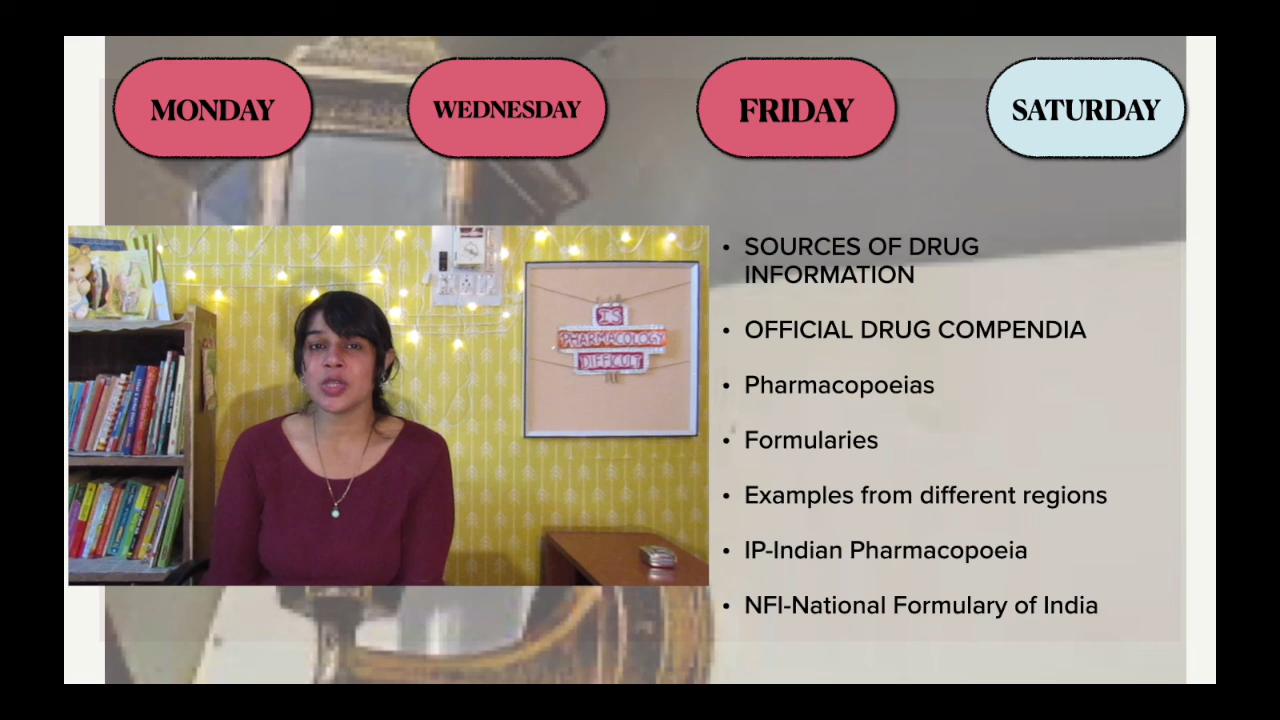 MONDAY
WEDNESDAY
FRIDAY
SATURDAY
IS
PHARMACOLOGY
DIFFICULT
• SOURCES OF DRUG
INFORMATION
• OFFICIAL DRUG COMPENDIA
• Pharmacopoeias
• Formularies
• Examples from different regions
• IP-Indian Pharmacopoeia
• NFI-National Formulary of India